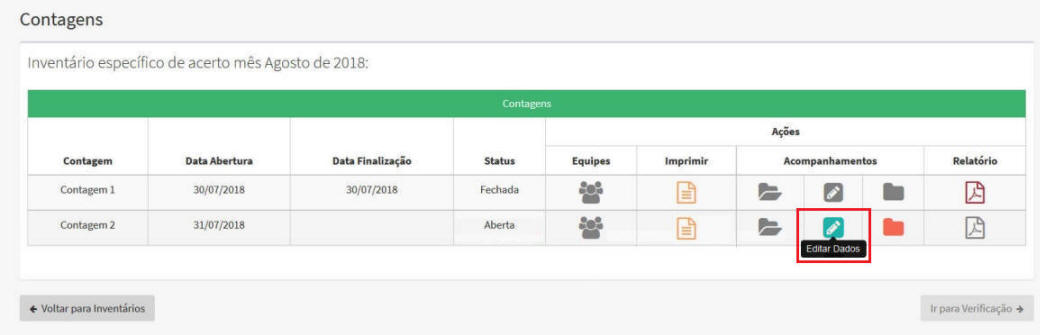 Contagens
Inventário específico de acerto mês Agosto de 2018:
Contagens
Ações
Contagem Data Abertura Data Finalização Status Equipes Imprimir Acompanhamentos Relatório
Contagem 1 30/07/2018 30/07/2018 Fechada
Contagem 2 31/07/2018 Aberta
Editar Dados
Voltar para Inventários Ir para Verificação